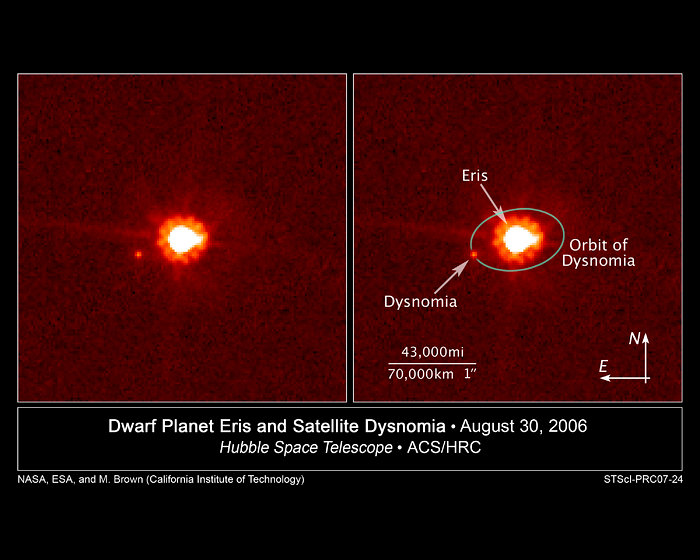 Eris
Orbit of
Dysnomia
Dysnomia
43,000mi
70,000km 1”
N
E
Dwarf Planet Eris and Satellite Dysnomia • August 30, 2006
Hubble Space Telescope • ACS/HRC
NASA, ESA, and M. Brown (California Institute of Technology)
STScI-PRC07-24